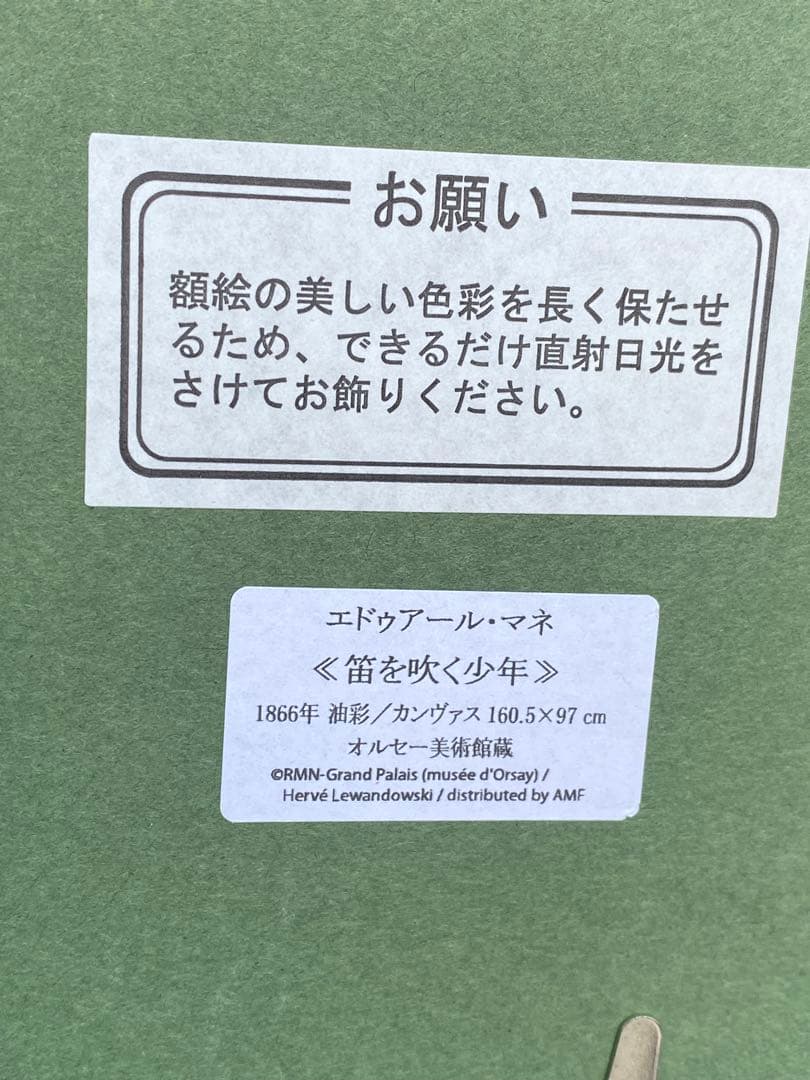 お願い
額絵の美しい色彩を長く保たせ
るため、できるだけ直射日光を
さけてお飾りください。
エドゥアール・マネ
≪笛を吹く少年≫
1866年 油彩／カンヴァス 160.5×97 cm
オルセー美術館蔵
©RMN-Grand Palais (musée d'Orsay) /
Hervé Lewandowski / distributed by AMF